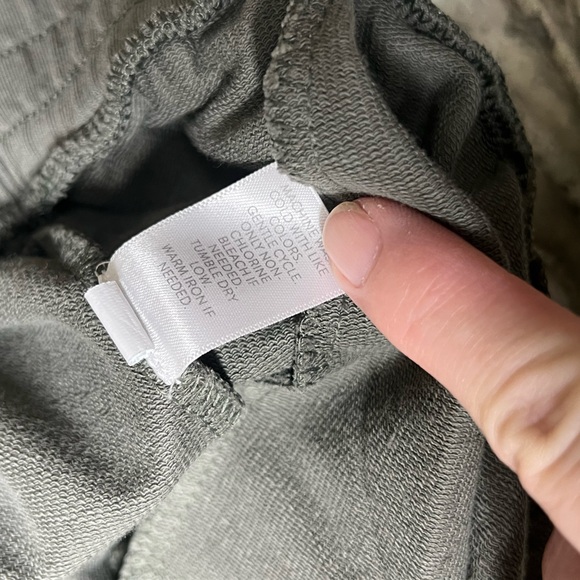 MACHINE WA
COLD WITH LIKE
COLORS.
GENTLE CYCLE.
ONLY NON
CHLORINE
BLEACH IF
NEEDED.
TUMBLE DRY
LOW.
WARM IRON IF
NEEDED.